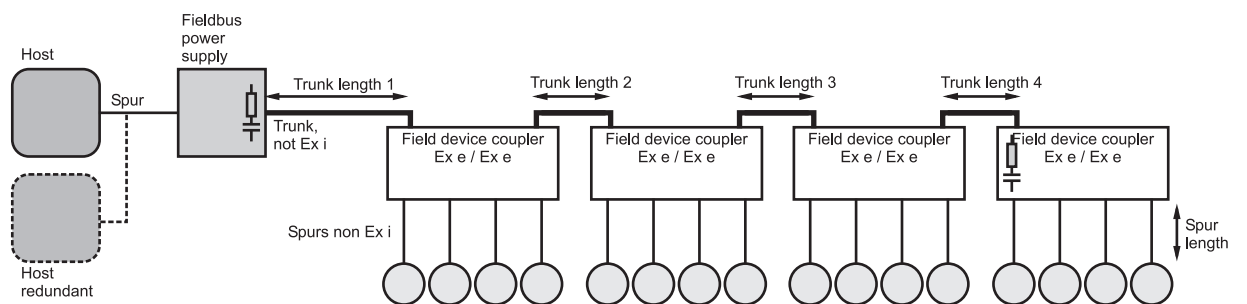 Fieldbus
power
supply
Host
Spur
Trunk length 1
Trunk length 2
Trunk length 3
Trunk length 4
Trunk,
not Ex i
Field device coupler
Ex e / Ex e
Field device coupler
Ex e / Ex e
Field device coupler
Ex e / Ex e
Field device coupler
Ex e / Ex e
Spurs non Ex i
Spur
length
Host
redundant